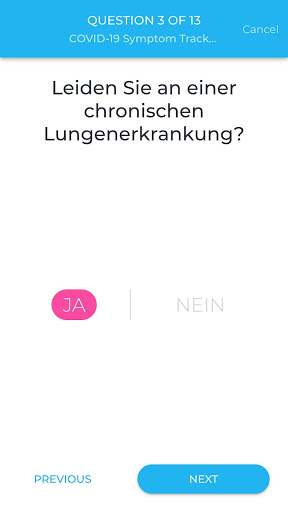 QUESTION 3 OF 13
COVID-19 Symptom Track...
Cancel
Leiden Sie an einer
chronischen
Lungenerkrankung?
JA
NEIN
PREVIOUS
NEXT